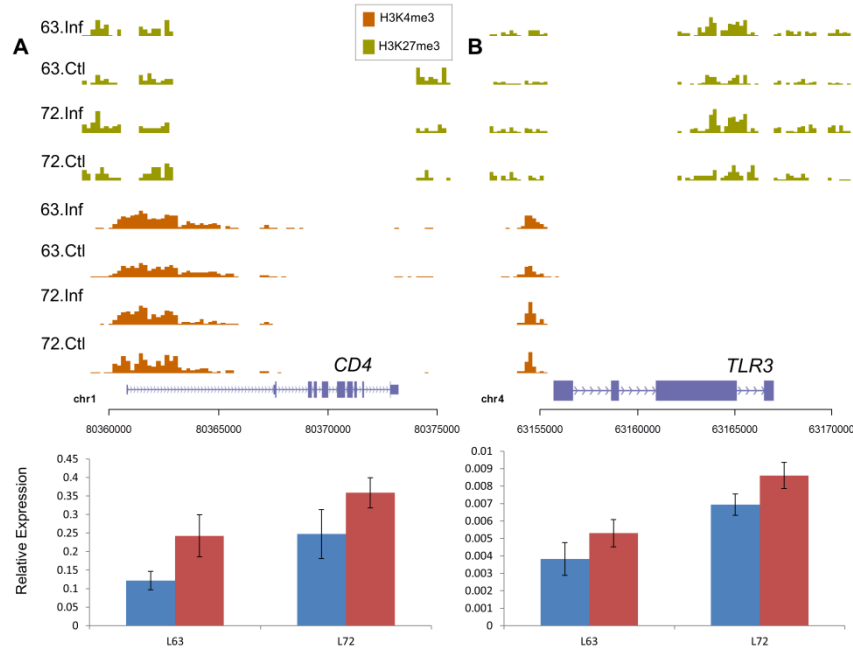 A
63.Inf
63.Ctl
72.Inf
72.Ctl
63.Inf
63.Ctl
72.Inf
72.Ctl
H3K4me3
H3K27me3
B
CD4
chr1
80360000 80365000 80370000 80375000
TLR3
chr4
63155000 63160000 63165000 63170000
Relative Expression
0.45
0.4
0.35
0.3
0.25
0.2
0.15
0.1
0.05
0
L63 L72
0.01
0.009
0.008
0.007
0.006
0.005
0.004
0.003
0.002
0.001
0
L63 L72